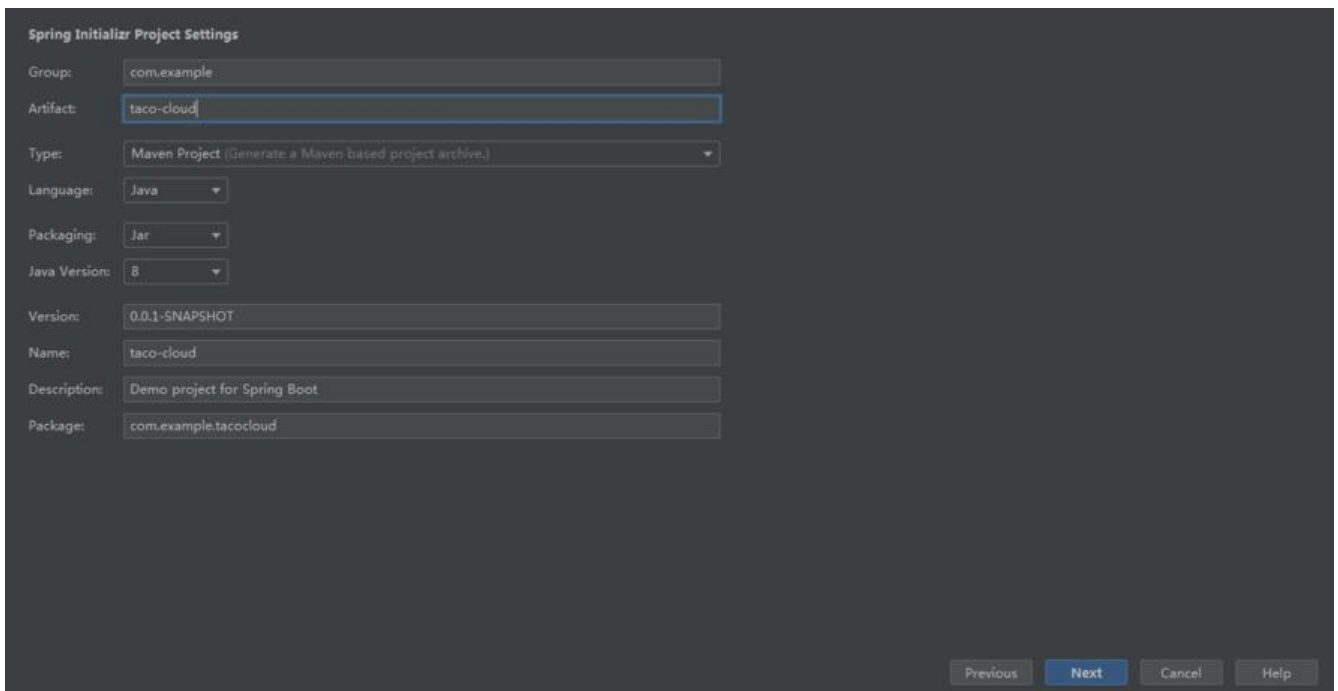 Spring Initializr Project Settings
Group: com.example
Artifact: taco-cloud
Type: Maven Project (Generate a Maven based project archive.)
Language: Java
Packaging: Jar
Java Version: 8
Version: 0.0.1-SNAPSHOT
Name: taco-cloud
Description: Demo project for Spring Boot
Package: com.example.tacocloud
Previous Next Cancel Help